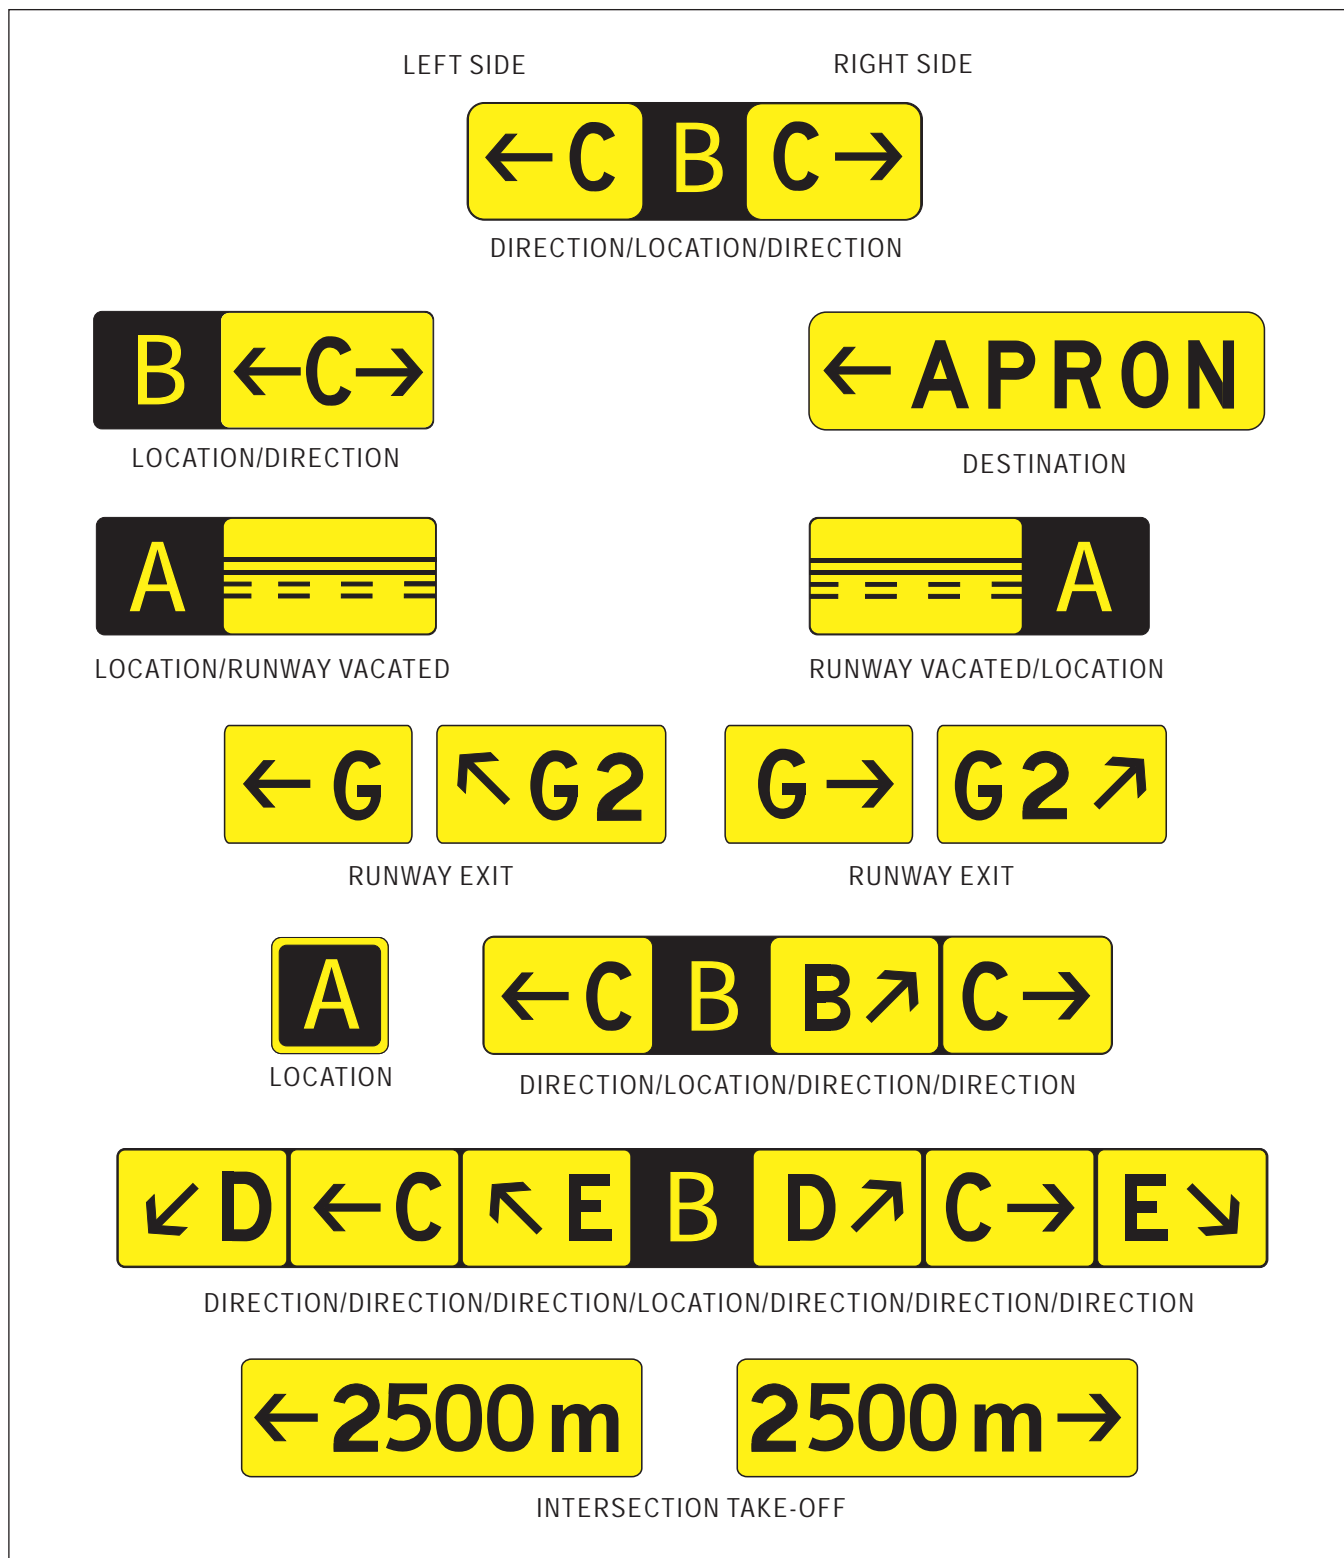 LEFT SIDE RIGHT SIDE
←C B C→
DIRECTION/LOCATION/DIRECTION
B ←C→ ← APRON
LOCATION/DIRECTION DESTINATION
A A
LOCATION/RUNWAY VACATED RUNWAY VACATED/LOCATION
←G ↖G2 G→ G2↗
RUNWAY EXIT RUNWAY EXIT
A ←C B B↗ C→
LOCATION DIRECTION/LOCATION/DIRECTION/DIRECTION
↙D ←C ↖E B D↗ C→ E↘
DIRECTION/DIRECTION/DIRECTION/LOCATION/DIRECTION/DIRECTION/DIRECTION
←2500m 2500m→
INTERSECTION TAKE-OFF